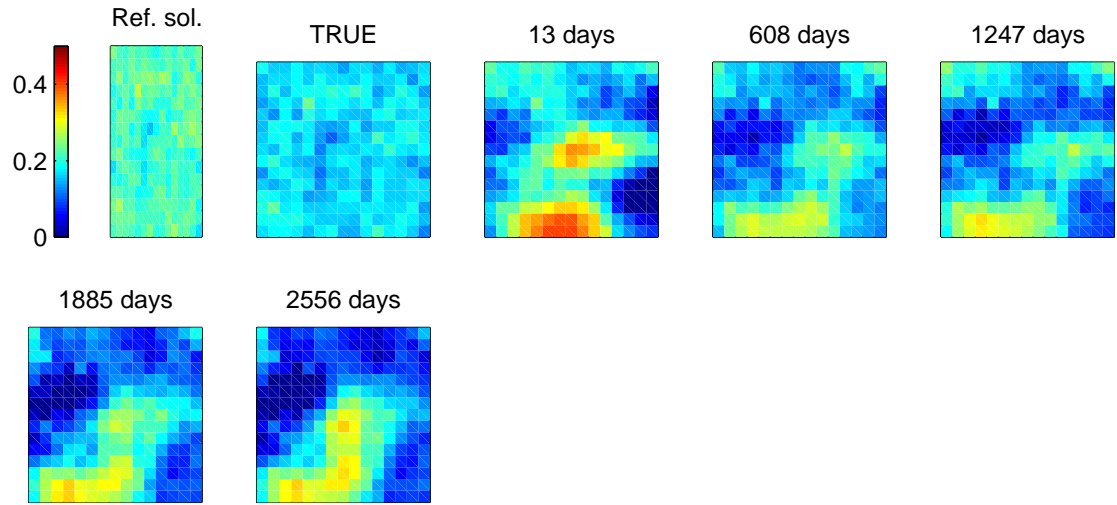 Ref. sol.
TRUE
13 days
608 days
1247 days
0.4
0.2
0
1885 days
2556 days